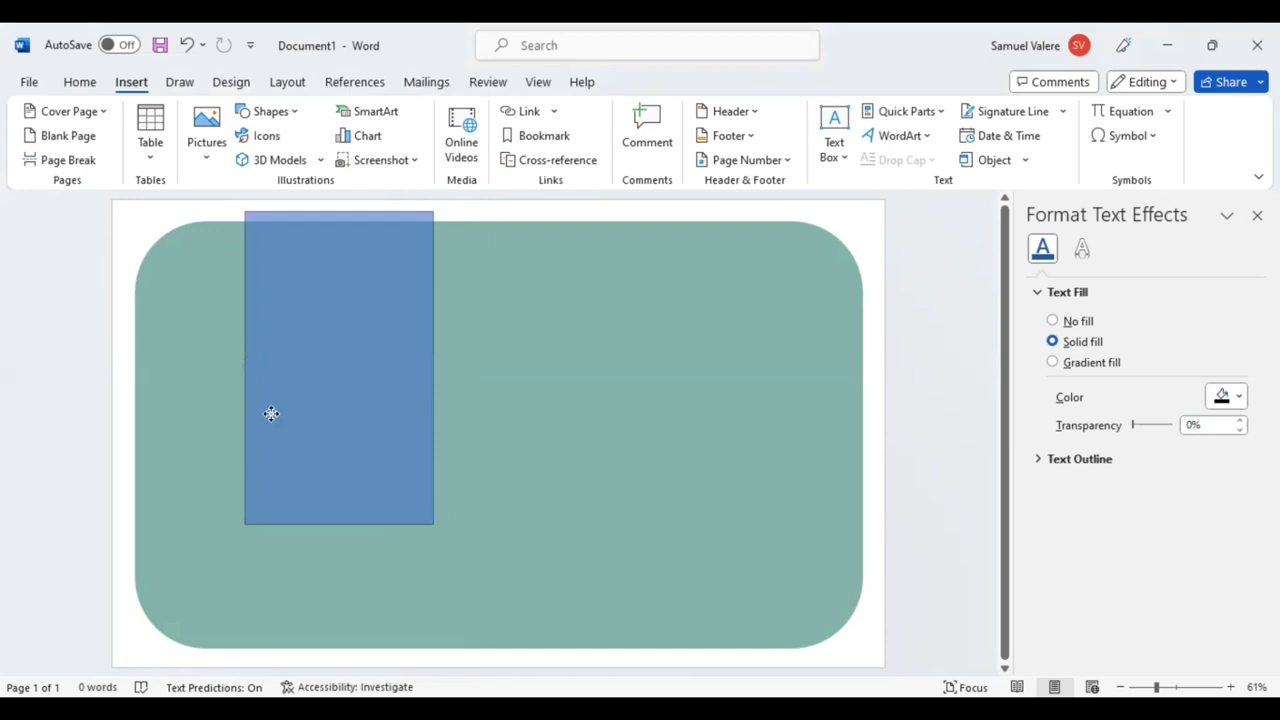 AutoSave Off Document1 - Word Search Samuel Valere SV
File Home Insert Draw Design Layout References Mailings Review View Help Comments Editing Share
Cover Page Shapes SmartArt Link Header Quick Parts Signature Line Equation
Blank Page Icons Chart Bookmark Footer WordArt Date & Time Symbol
Table Pictures Online Videos Comment Text Box
Page Break 3D Models Screenshot Cross-reference Page Number Drop Cap Object
Pages Tables Illustrations Media Links Comments Header & Footer Text Symbols
Format Text Effects
Text Fill
No fill
Solid fill
Gradient fill
Color
Transparency 0%
Text Outline
Page 1 of 1 0 words Text Predictions: On Accessibility: Investigate Focus 61%